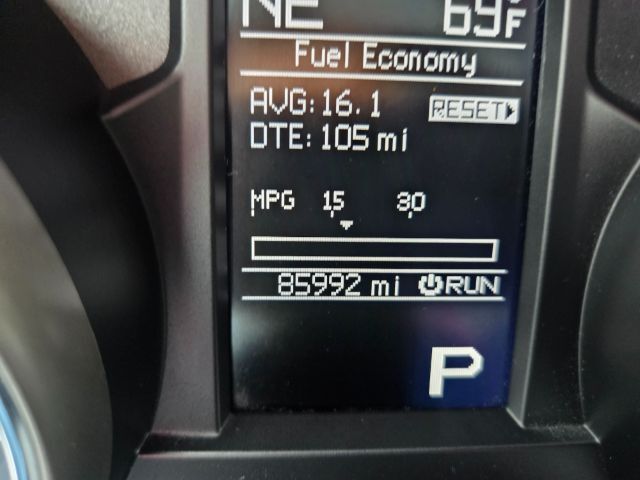 NE 69°F
Fuel Economy
AVG: 16.1 RESET
DTE: 105 mi
MPG 15 30
85992 mi RUN
P